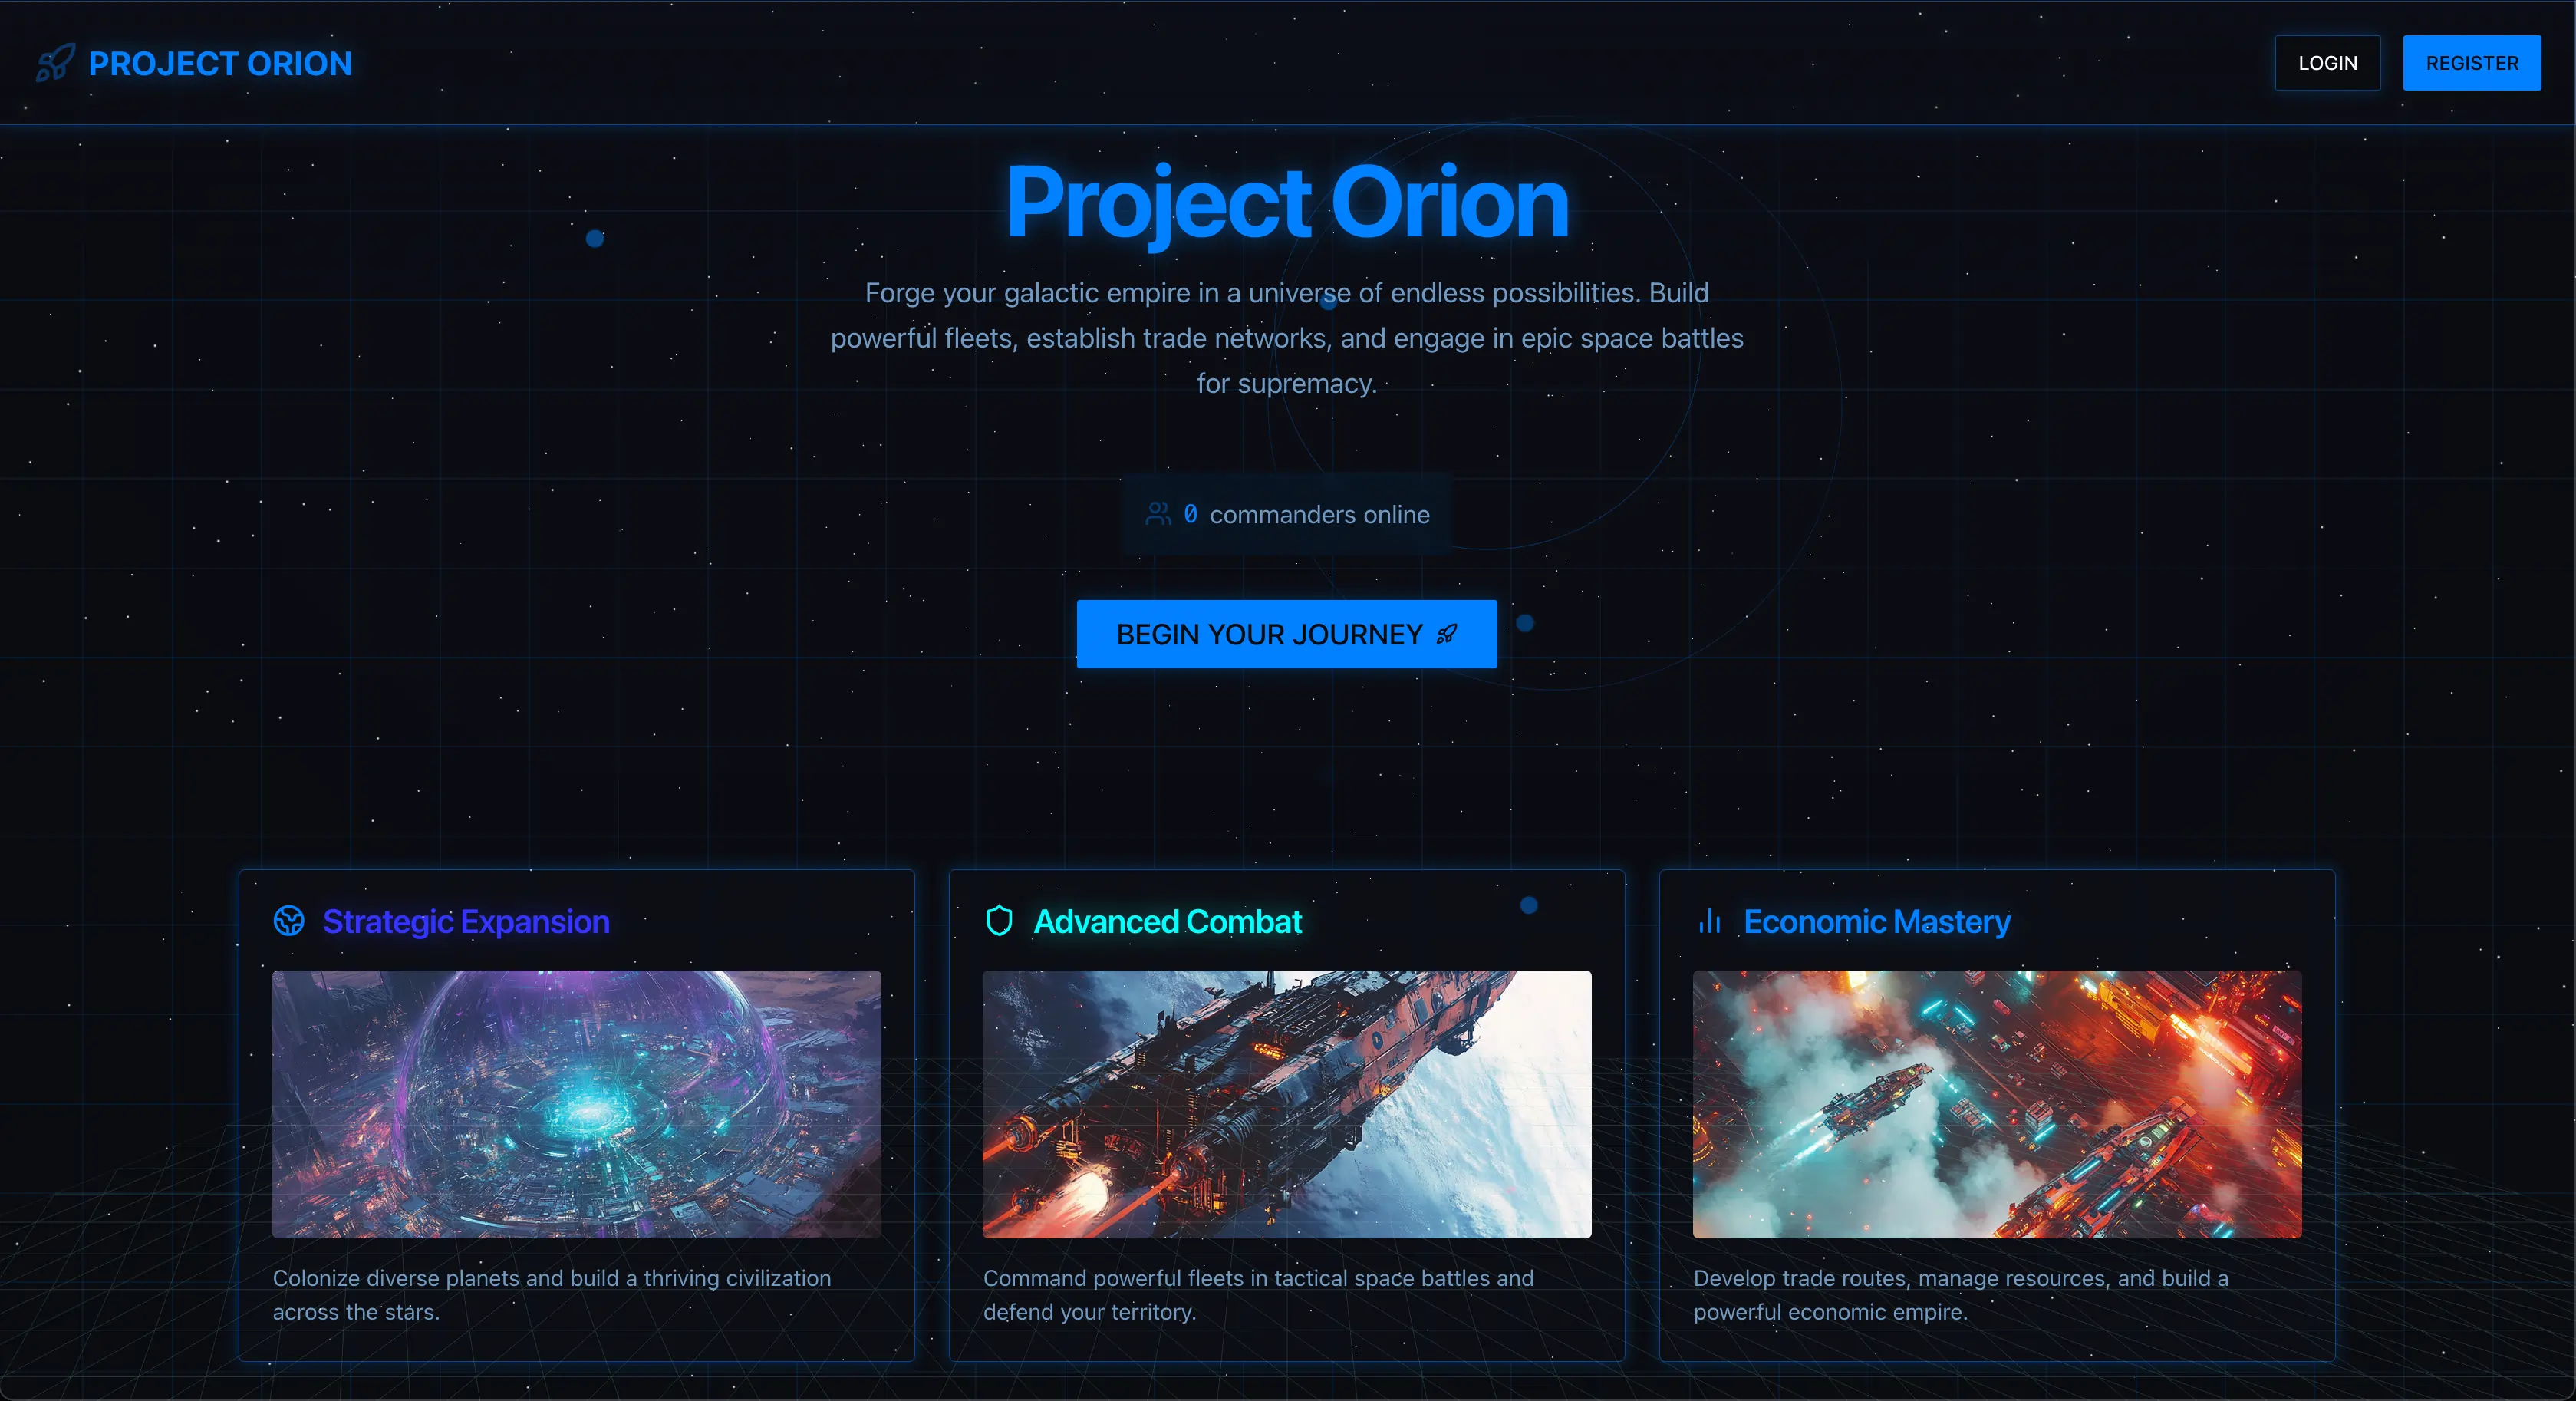 PROJECT ORION
LOGIN
REGISTER
Project Orion
Forge your galactic empire in a universe of endless possibilities. Build
powerful fleets, establish trade networks, and engage in epic space battles
for supremacy.
0 commanders online
BEGIN YOUR JOURNEY
Strategic Expansion
Colonize diverse planets and build a thriving civilization
across the stars.
Advanced Combat
Command powerful fleets in tactical space battles and
defend your territory.
Economic Mastery
Develop trade routes, manage resources, and build a
powerful economic empire.